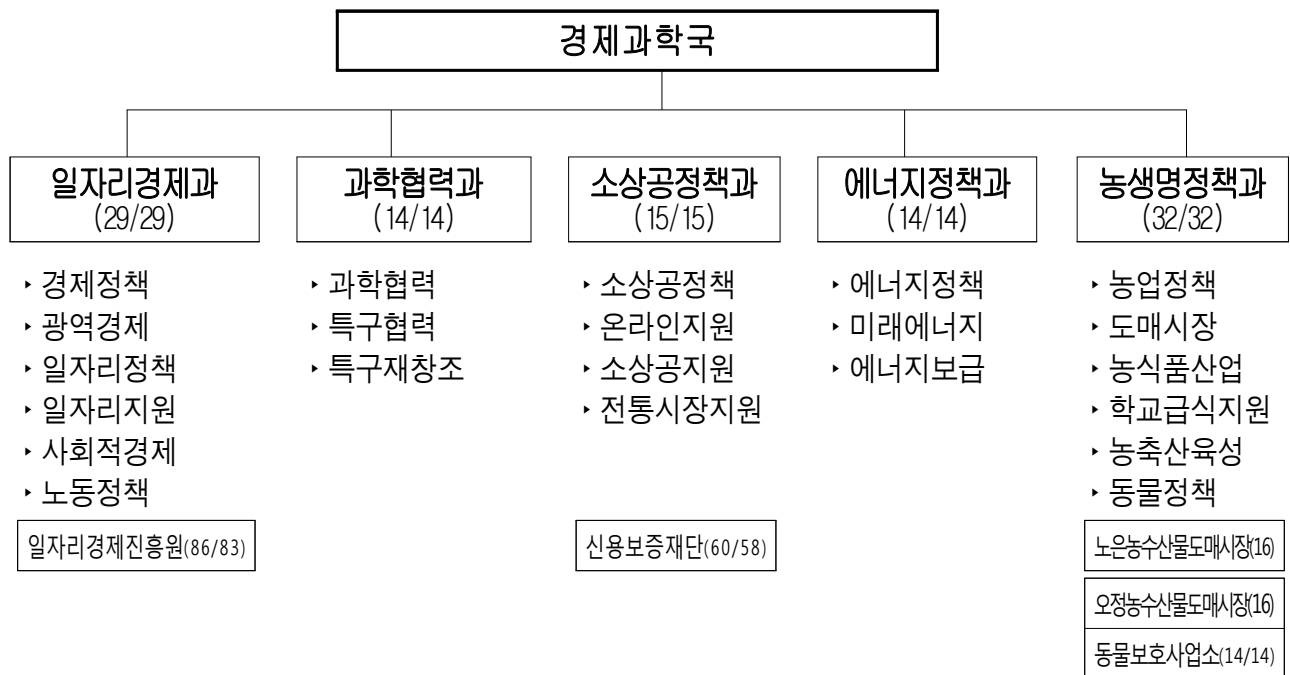 경제과학국
일자리경제과
(29/29)
‣ 경제정책
‣ 광역경제
‣ 일자리정책
‣ 일자리지원
‣ 사회적경제
‣ 노동정책
일자리경제진흥원(86/83)
과학협력과
(14/14)
‣ 과학협력
‣ 특구협력
‣ 특구재창조
소상공정책과
(15/15)
‣ 소상공정책
‣ 온라인지원
‣ 소상공지원
‣ 전통시장지원
신용보증재단(60/58)
에너지정책과
(14/14)
‣ 에너지정책
‣ 미래에너지
‣ 에너지보급
농생명정책과
(32/32)
‣ 농업정책
‣ 도매시장
‣ 농식품산업
‣ 학교급식지원
‣ 농축산육성
‣ 동물정책
노은농수산물도매시장(16)
오정농수산물도매시장(16)
동물보호사업소(14/14)